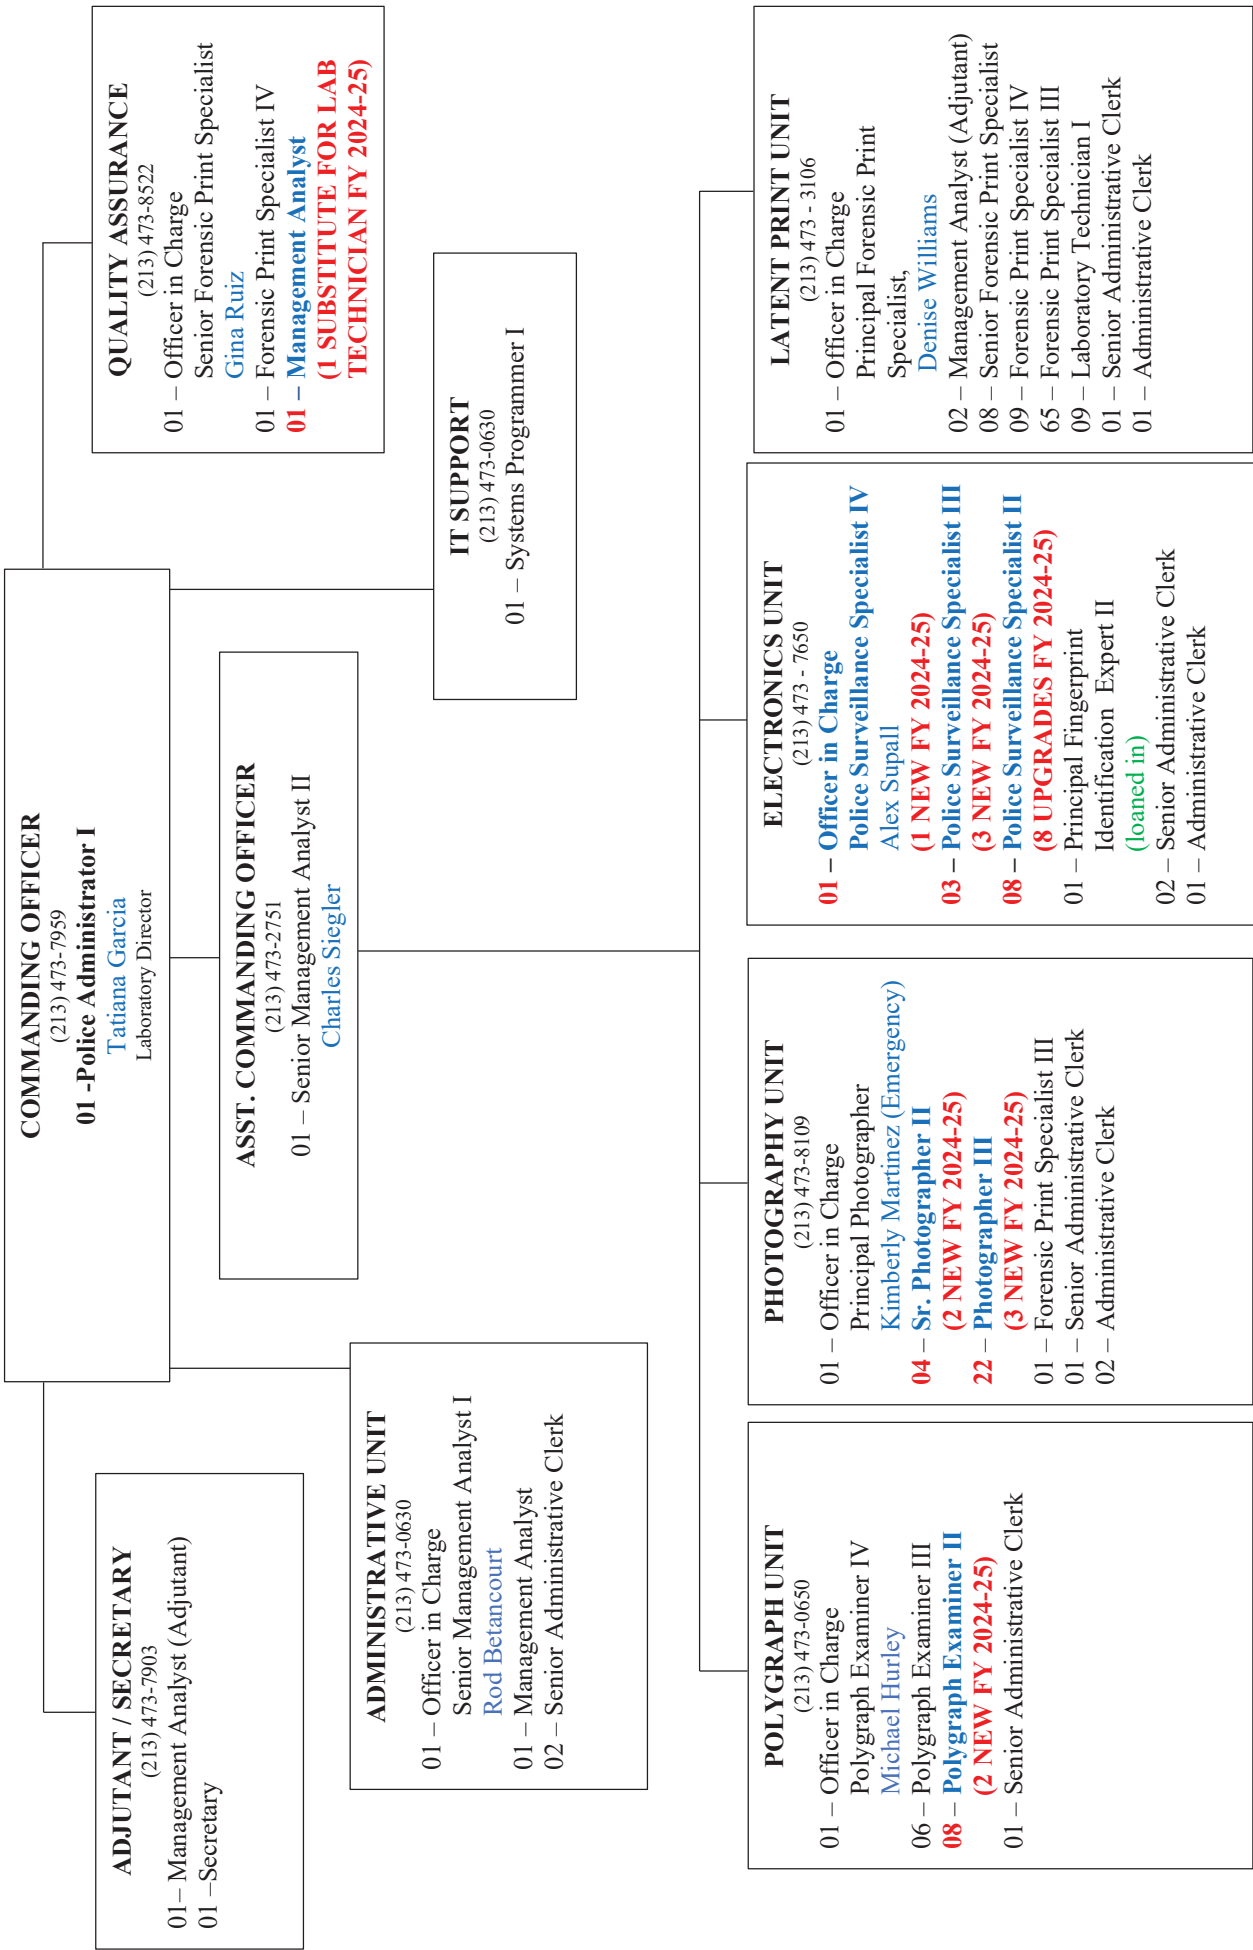 COMMANDING OFFICER
(213) 473-7959
01 -Police Administrator I
Tatiana Garcia
Laboratory Director
ADJUTANT / SECRETARY
(213) 473-7903
01– Management Analyst (Adjutant)
01 –Secretary
QUALITY ASSURANCE
(213) 473-8522
01 – Officer in Charge
Senior Forensic Print Specialist
Gina Ruiz
01 – Forensic Print Specialist IV
01 – Management Analyst
(1 SUBSTITUTE FOR LAB
TECHNICIAN FY 2024-25)
ASST. COMMANDING OFFICER
(213) 473-2751
01 – Senior Management Analyst II
Charles Siegler
ADMINISTRATIVE UNIT
(213) 473-0630
01 – Officer in Charge
Senior Management Analyst I
Rod Betancourt
01 – Management Analyst
02 – Senior Administrative Clerk
IT SUPPORT
(213) 473-0630
01 – Systems Programmer I
POLYGRAPH UNIT
(213) 473-0650
01 – Officer in Charge
Polygraph Examiner IV
Michael Hurley
06 – Polygraph Examiner III
08 – Polygraph Examiner II
(2 NEW FY 2024-25)
01 – Senior Administrative Clerk
PHOTOGRAPHY UNIT
(213) 473-8109
01 – Officer in Charge
Principal Photographer
Kimberly Martinez (Emergency)
04 – Sr. Photographer II
(2 NEW FY 2024-25)
22 – Photographer III
(3 NEW FY 2024-25)
01 – Forensic Print Specialist III
01 – Senior Administrative Clerk
02 – Administrative Clerk
ELECTRONICS UNIT
(213) 473 - 7650
01 – Officer in Charge
Police Surveillance Specialist IV
Alex Supall
(1 NEW FY 2024-25)
03 – Police Surveillance Specialist III
(3 NEW FY 2024-25)
08 – Police Surveillance Specialist II
(8 UPGRADES FY 2024-25)
01 – Principal Fingerprint
Identification Expert II
(loaned in)
02 – Senior Administrative Clerk
01 – Administrative Clerk
LATENT PRINT UNIT
(213) 473 - 3106
01 – Officer in Charge
Principal Forensic Print
Specialist,
Denise Williams
02 – Management Analyst (Adjutant)
08 – Senior Forensic Print Specialist
09 – Forensic Print Specialist IV
65 – Forensic Print Specialist III
09 – Laboratory Technician I
01 – Senior Administrative Clerk
01 – Administrative Clerk